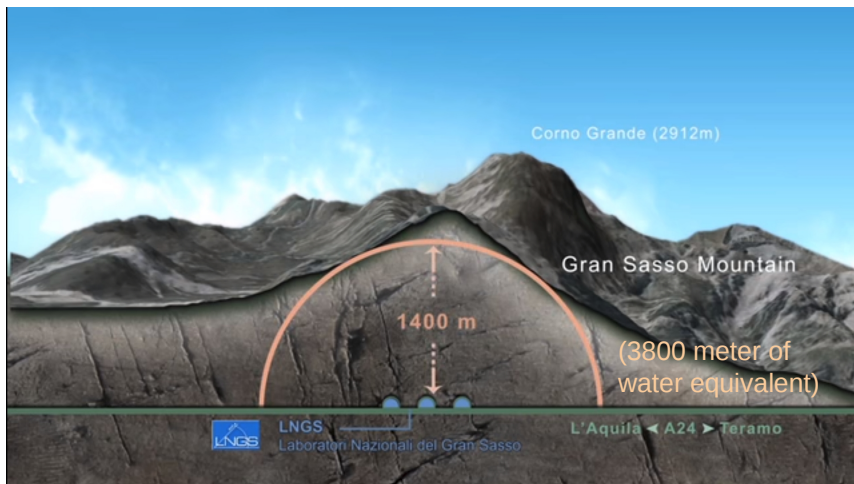 Corno Grande (2912m)
Gran Sasso Mountain
1400 m
(3800 meter of
water equivalent)
LNGS
LNGS
Laboratori Nazionali del Gran Sasso
L'Aquila ◄ A24 ► Teramo